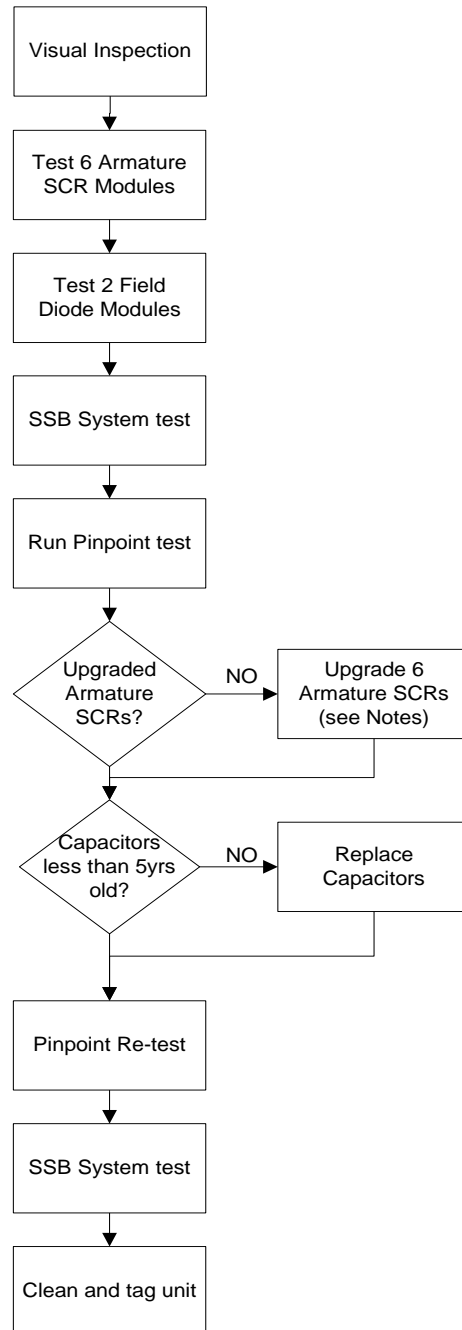 Visual Inspection
Test 6 Armature
SCR Modules
Test 2 Field
Diode Modules
SSB System test
Run Pinpoint test
Upgraded
Armature
SCRs?
NO
Upgrade 6
Armature SCRs
(see Notes)
Capacitors
less than 5yrs
old?
NO
Replace
Capacitors
Pinpoint Re-test
SSB System test
Clean and tag unit